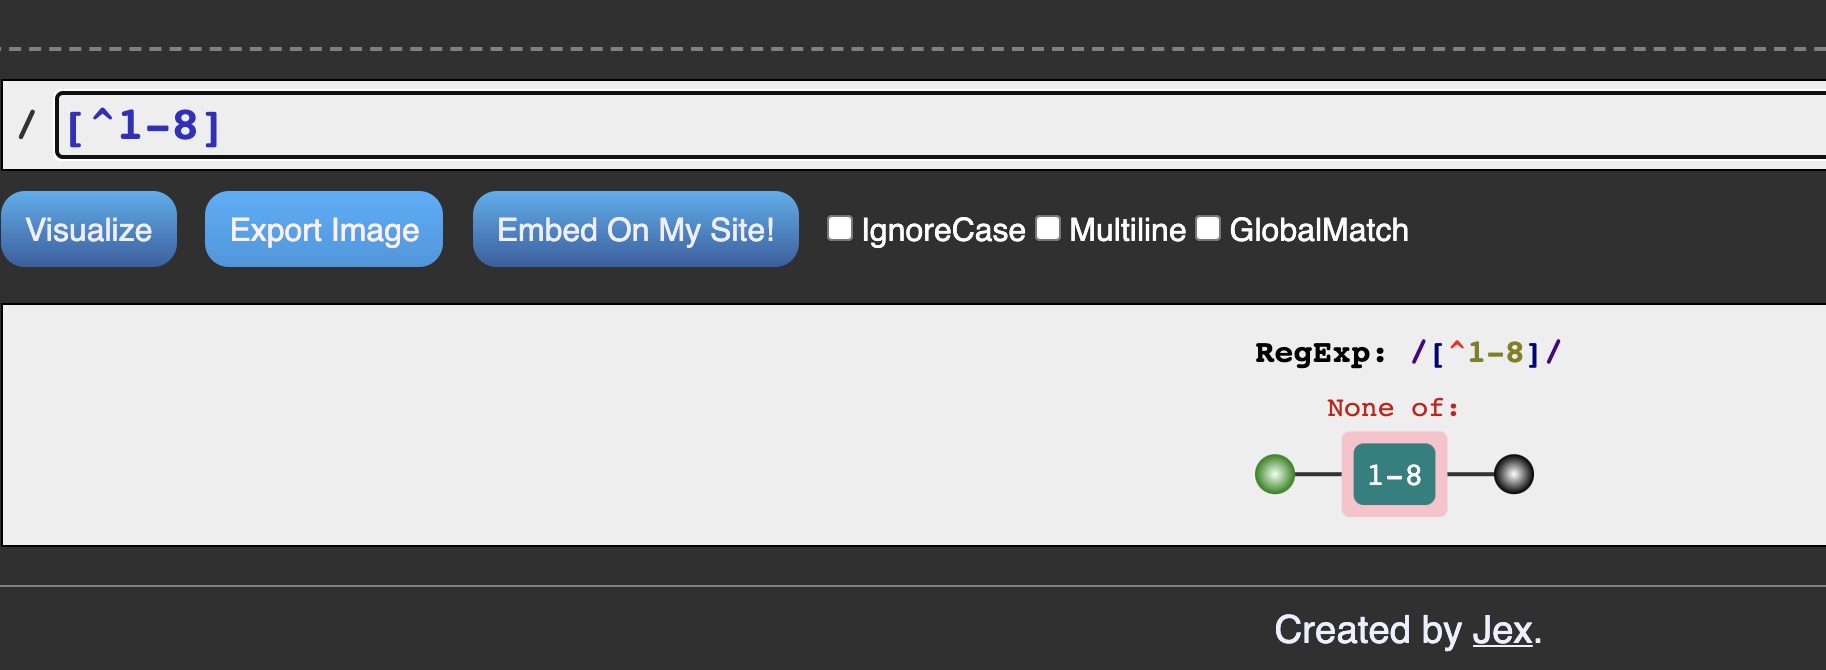 / [^1-8]
Visualize Export Image Embed On My Site! IgnoreCase Multiline GlobalMatch
RegExp: /[^1-8]/
None of:
1-8
Created by Jex.